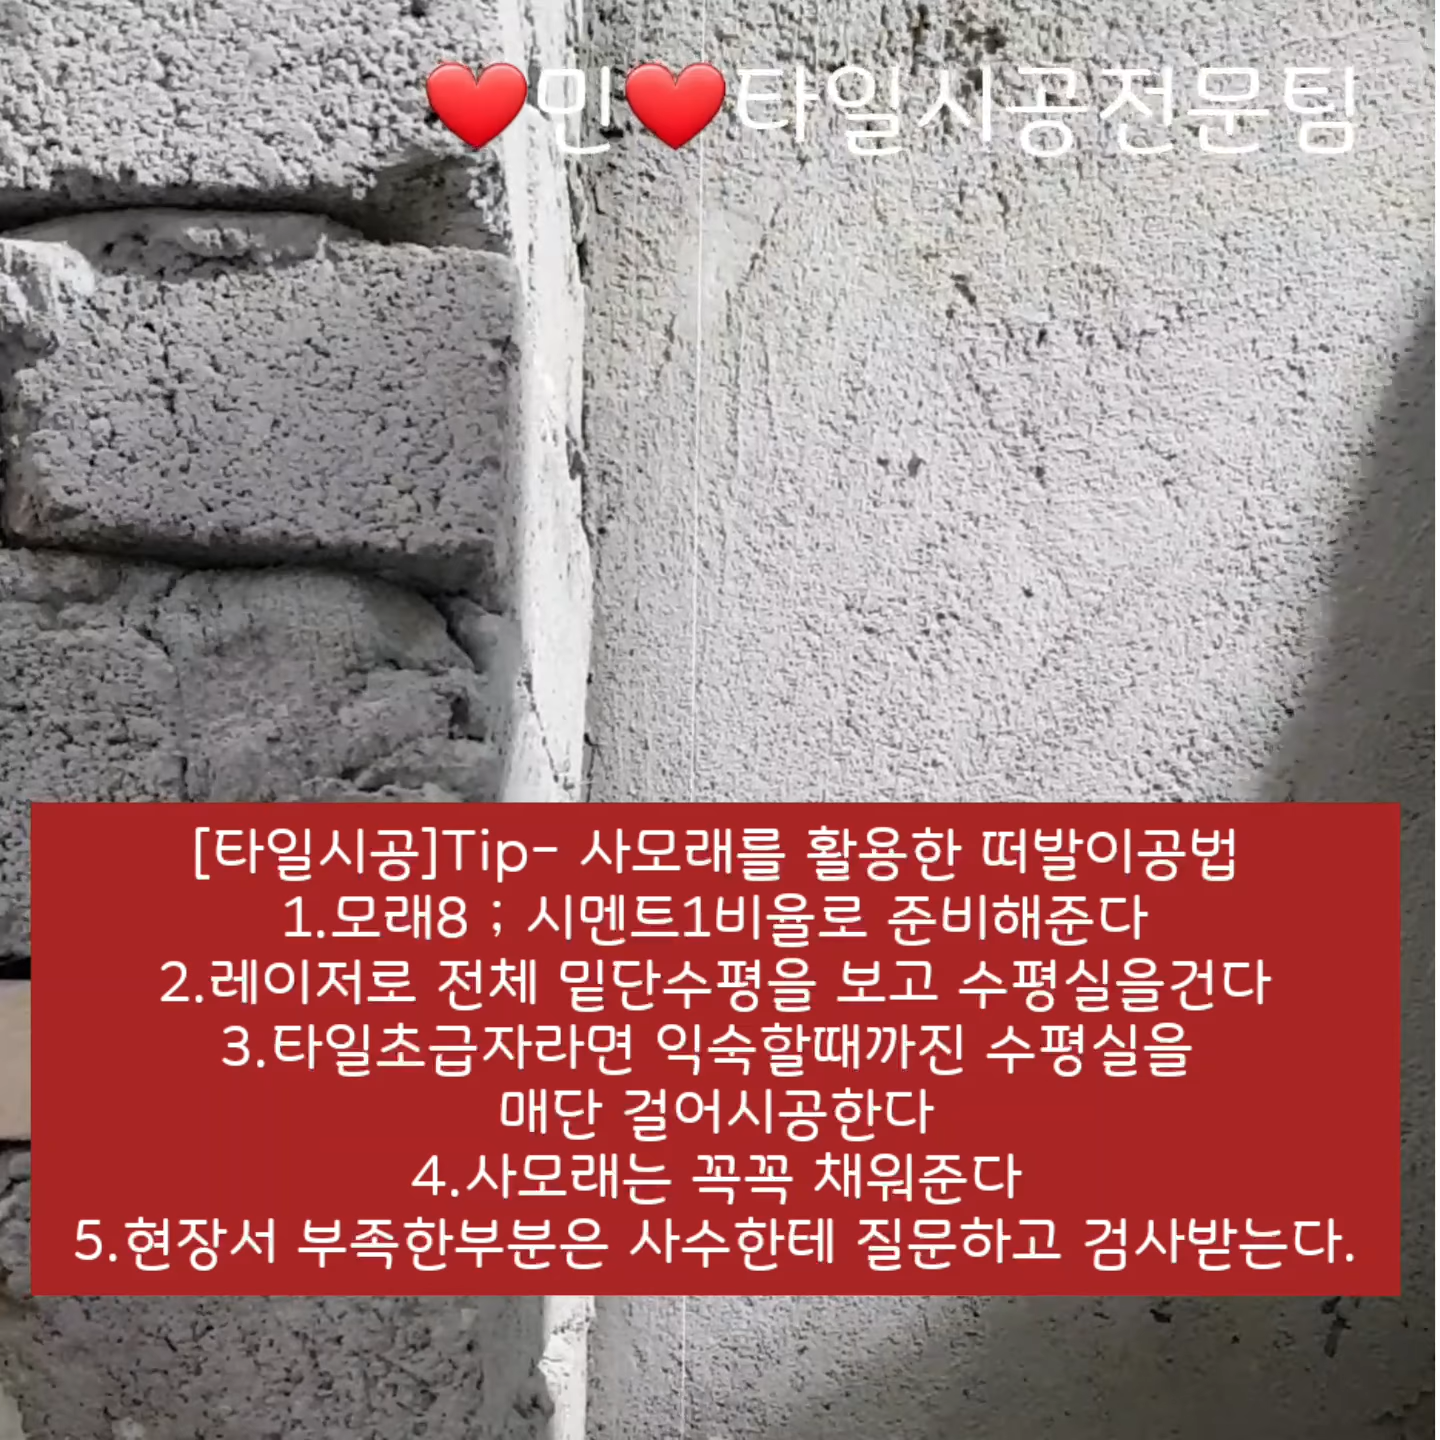 ❤️민❤️타일시공전문팀
[타일시공]Tip- 사모래를 활용한 떠발이공법
1.모래8 ; 시멘트1비율로 준비해준다
2.레이저로 전체 밑단수평을 보고 수평실을건다
3.타일초급자라면 익숙할때까진 수평실을
매단 걸어시공한다
4.사모래는 꼭꼭 채워준다
5.현장서 부족한부분은 사수한테 질문하고 검사받는다.